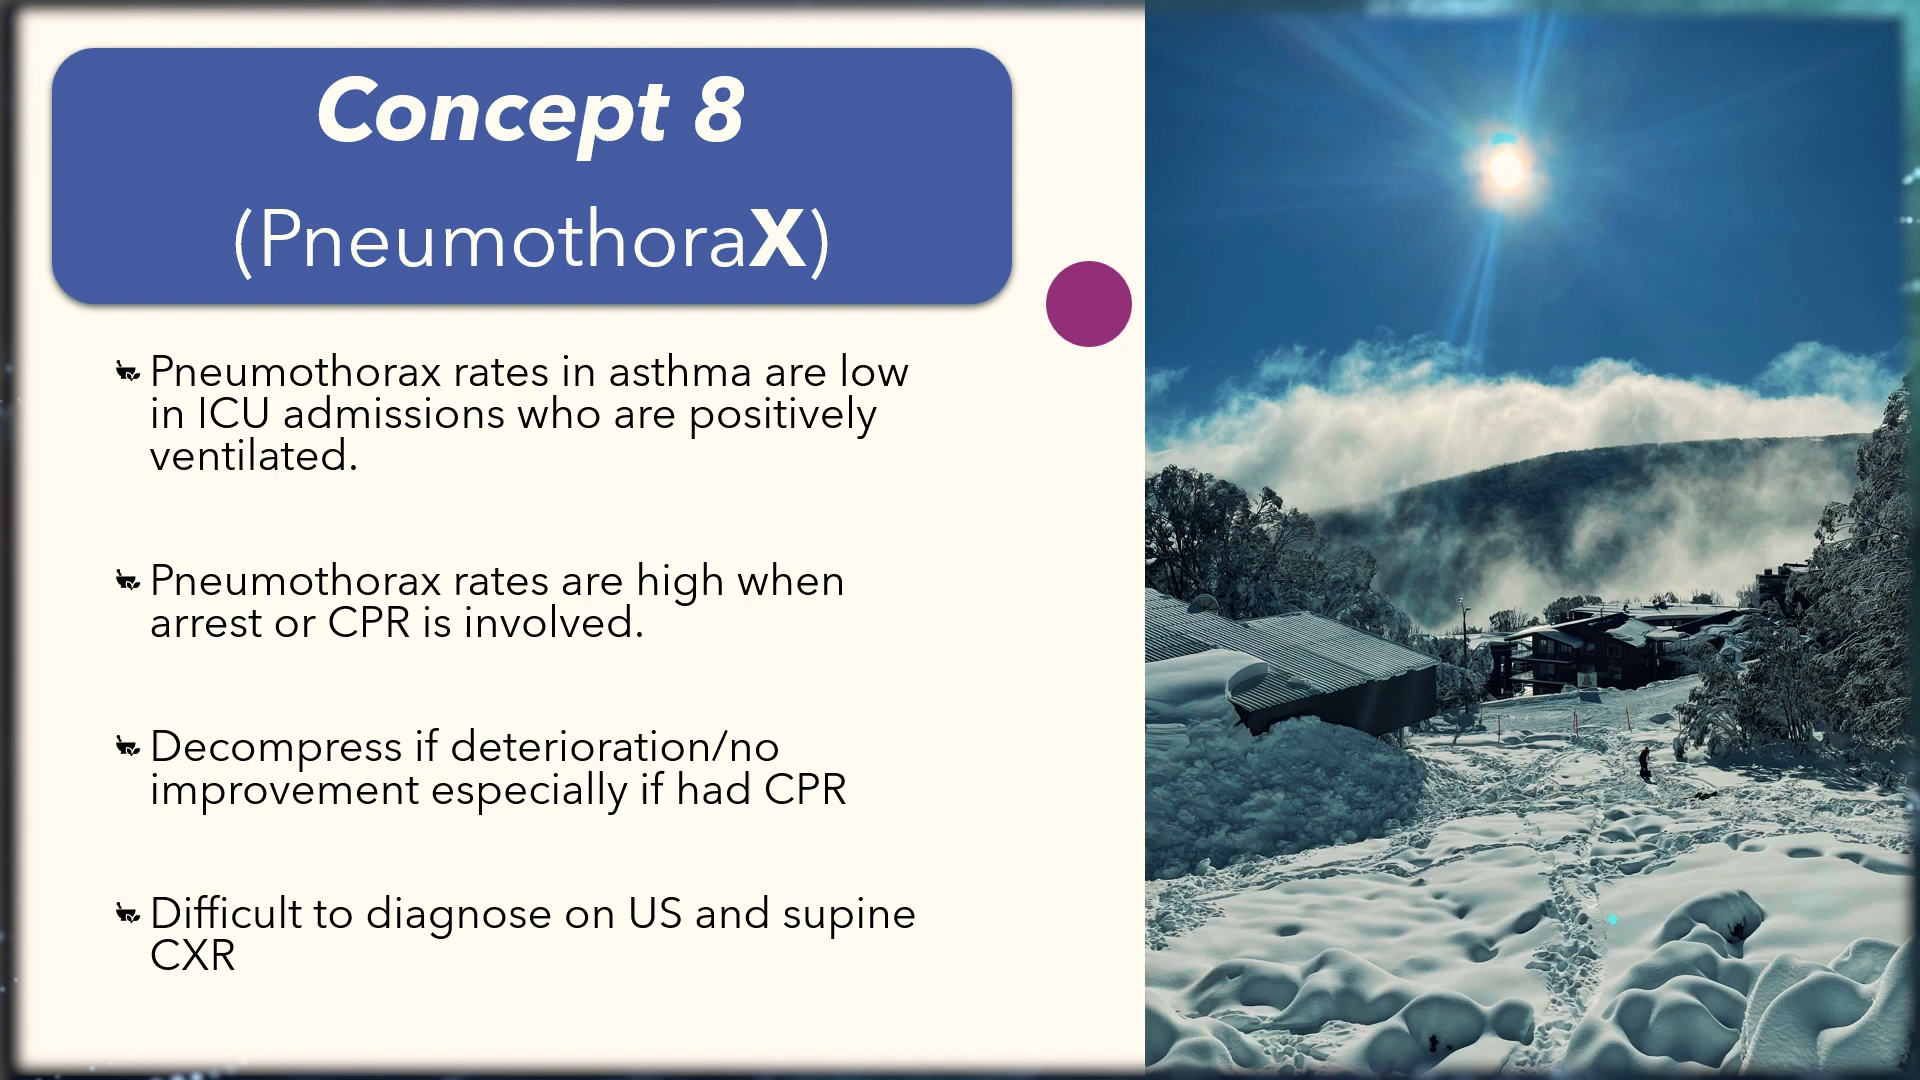 Concept 8
(PneumothoraX)
Pneumothorax rates in asthma are low
in ICU admissions who are positively
ventilated.
Pneumothorax rates are high when
arrest or CPR is involved.
Decompress if deterioration/no
improvement especially if had CPR
Difficult to diagnose on US and supine
CXR